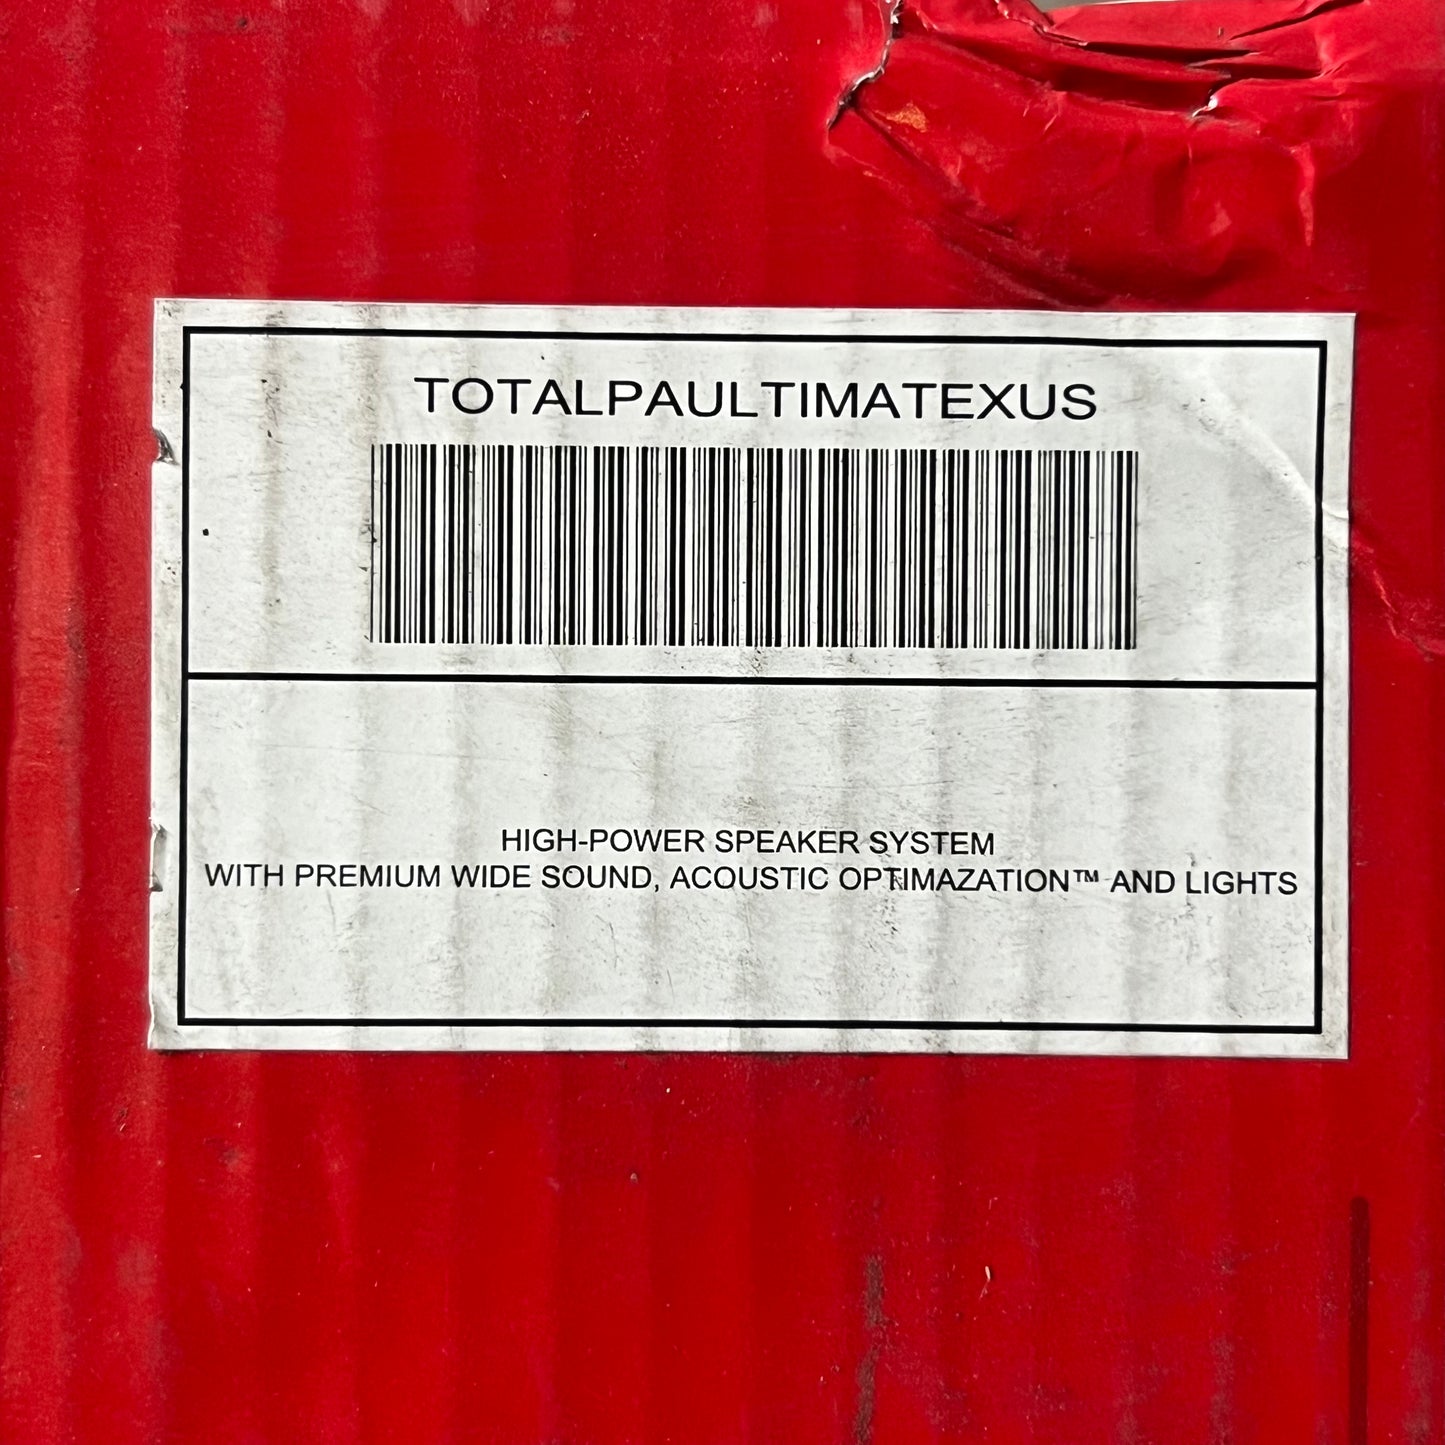 TOTALPAULTIMATEXUS
HIGH-POWER SPEAKER SYSTEM
WITH PREMIUM WIDE SOUND, ACOUSTIC OPTIMAZATION™ AND LIGHTS